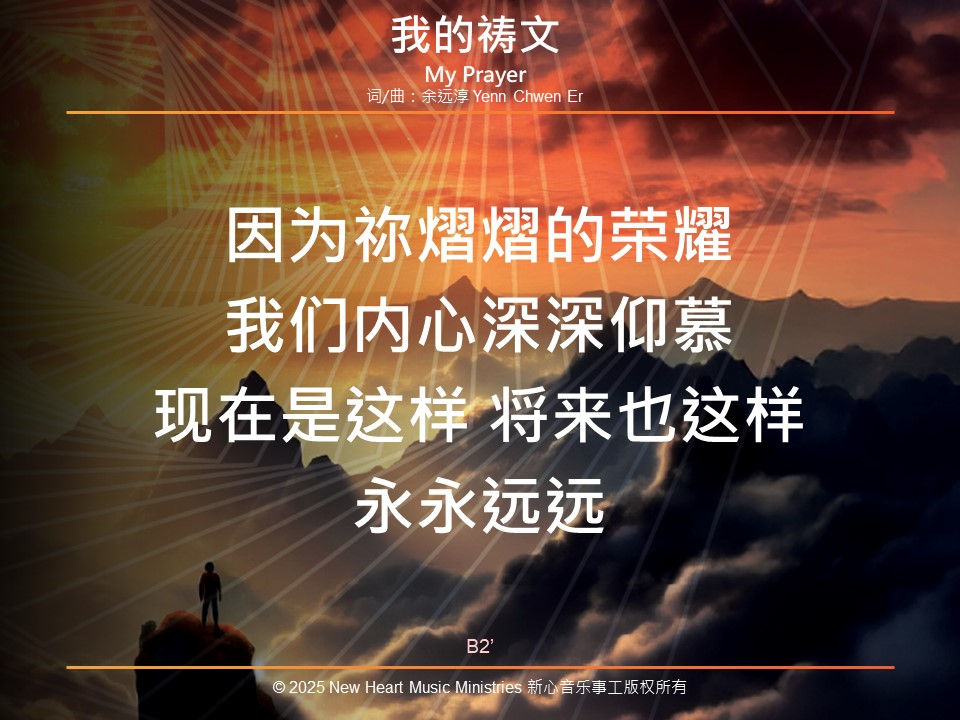 我的祷文
My Prayer
词/曲：余远淳 Yenn Chwen Er
因为祢熠熠的荣耀
我们内心深深仰慕
现在是这样 将来也这样
永永远远
B2’
© 2025 New Heart Music Ministries 新心音乐事工版权所有